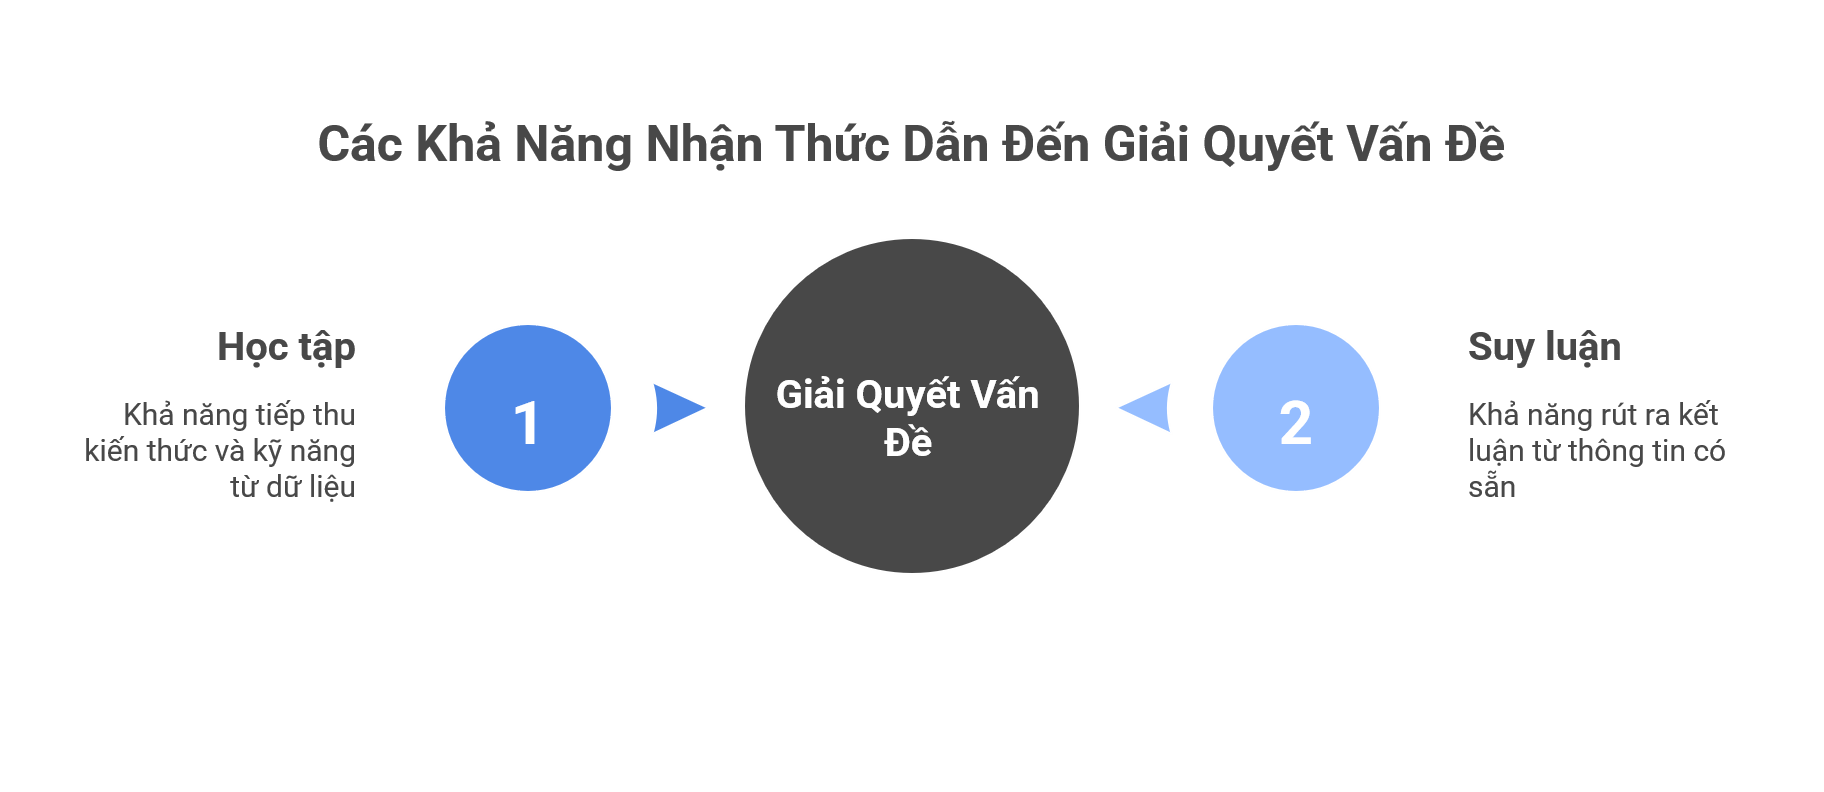 Các Khả Năng Nhận Thức Dẫn Đến Giải Quyết Vấn Đề
Học tập
Khả năng tiếp thu
kiến thức và kỹ năng
từ dữ liệu
1
Giải Quyết Vấn
Đề
2
Suy luận
Khả năng rút ra kết
luận từ thông tin có
sẵn